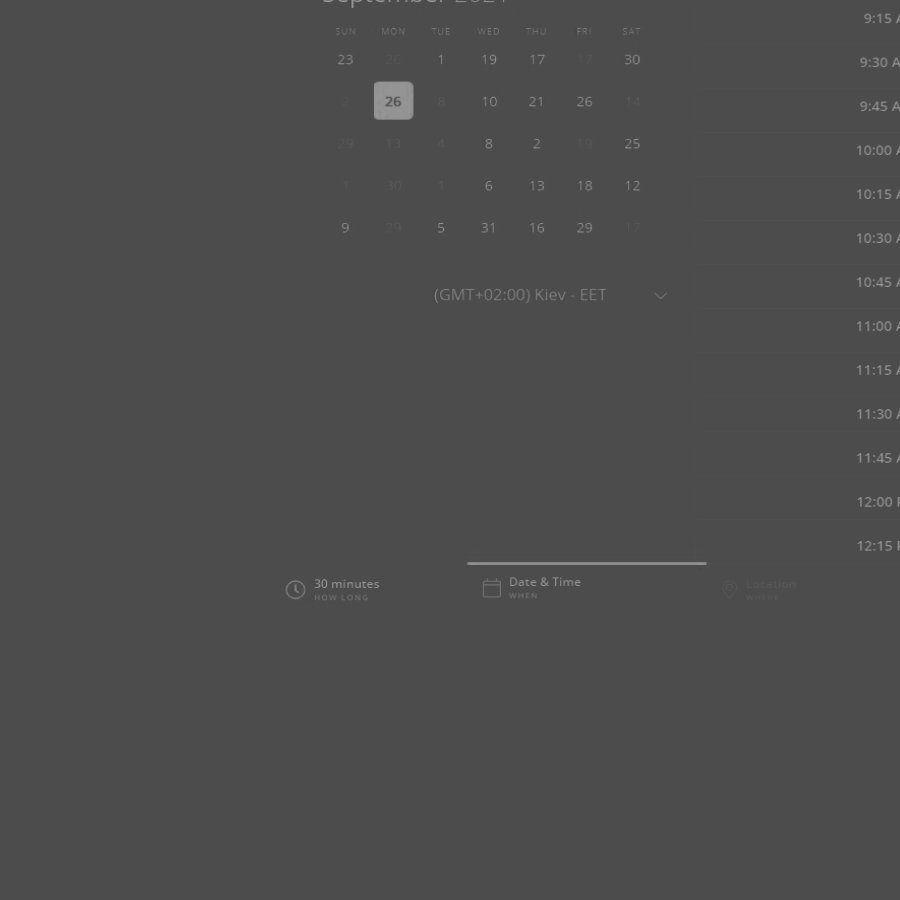 September 2021
SUN MON TUE WED THU FRI SAT
23 26 1 19 17 17 30
2 26 8 10 21 26 14
29 13 4 8 2 19 25
1 30 1 6 13 18 12
9 29 5 31 16 29 17
(GMT+02:00) Kiev - EET
9:15 A
9:30 A
9:45 A
10:00 A
10:15 A
10:30 A
10:45 A
11:00 A
11:15 A
11:30 A
11:45 A
12:00 P
12:15 P
30 minutes
HOW LONG
Date & Time
WHEN
Location
WHERE